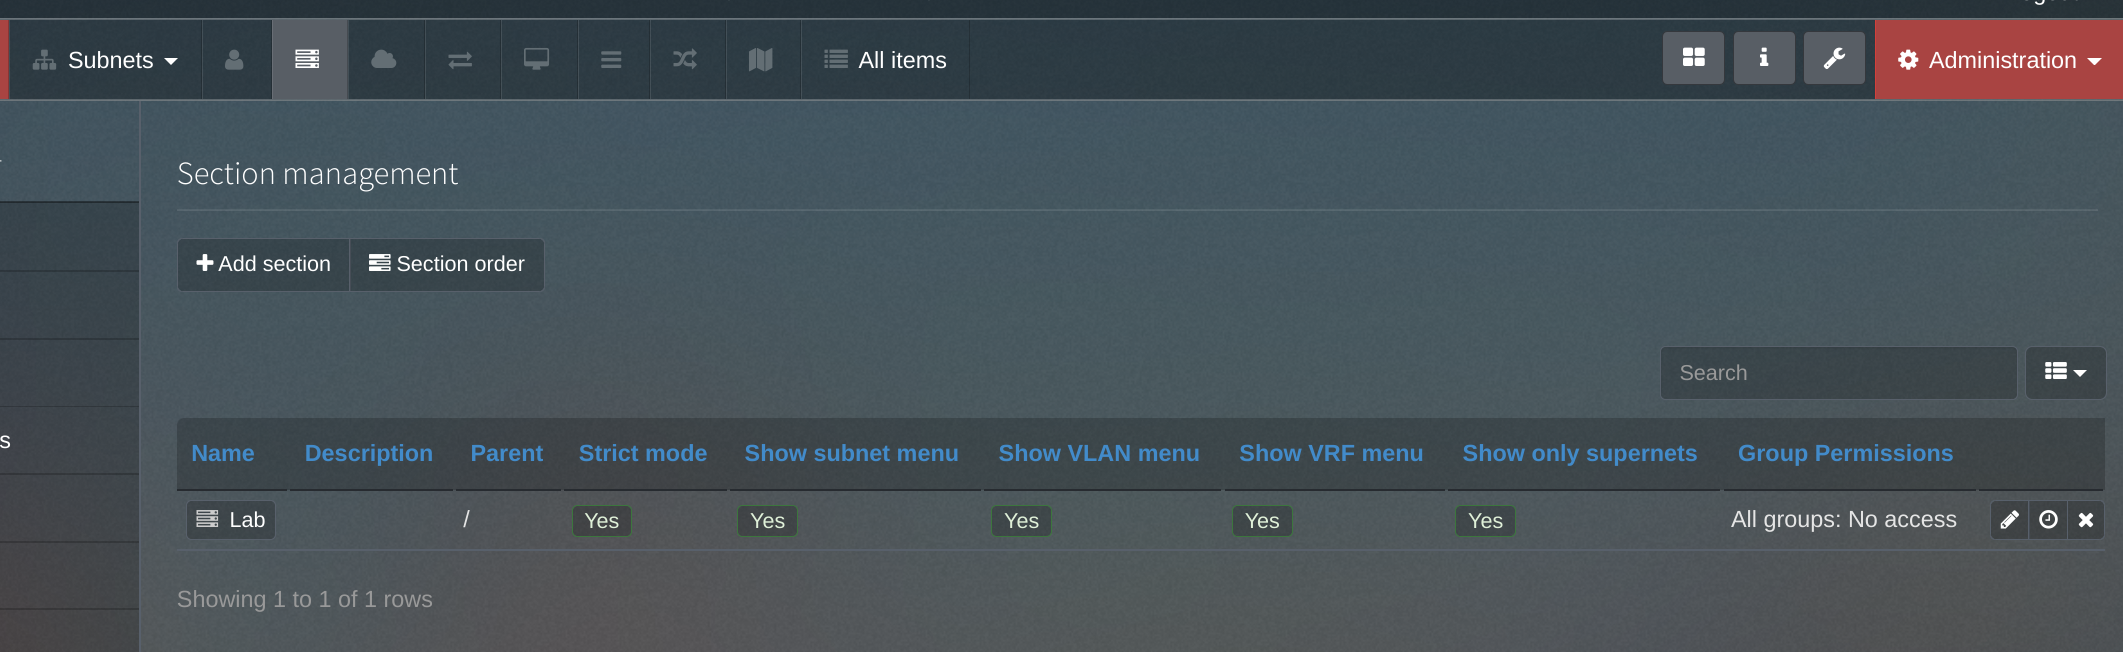 Subnets All items Administration
Section management
Add section Section order
Search
Name Description Parent Strict mode Show subnet menu Show VLAN menu Show VRF menu Show only supernets Group Permissions
s
Lab / Yes Yes Yes Yes Yes All groups: No access
Showing 1 to 1 of 1 rows